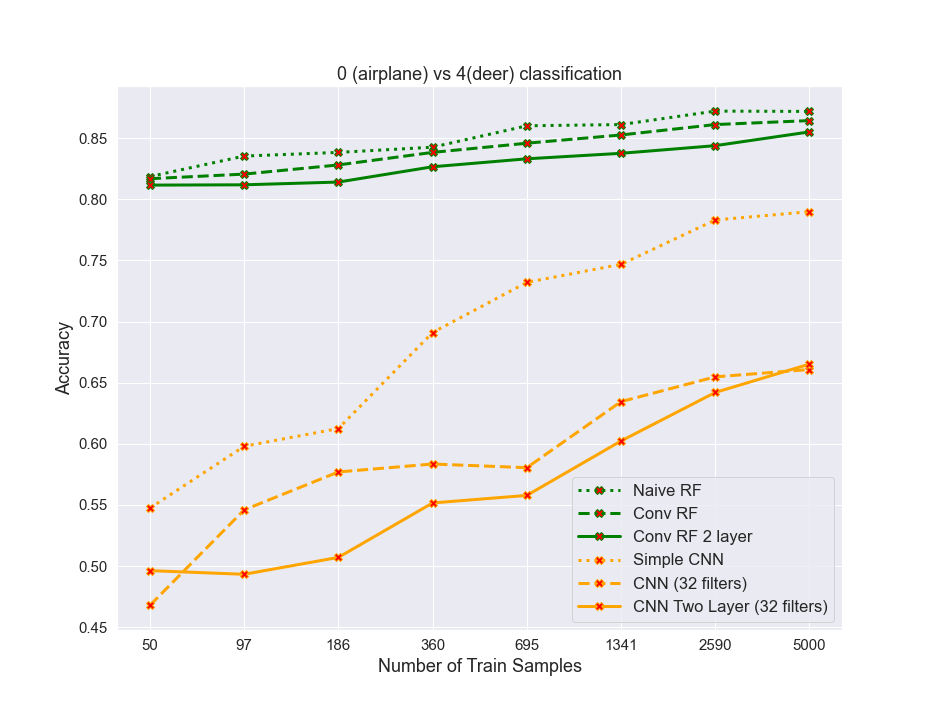 0 (airplane) vs 4(deer) classification
Accuracy
0.85
0.80
0.75
0.70
0.65
0.60
0.55
0.50
0.45
50 97 186 360 695 1341 2590 5000
Number of Train Samples
Naive RF
Conv RF
Conv RF 2 layer
Simple CNN
CNN (32 filters)
CNN Two Layer (32 filters)